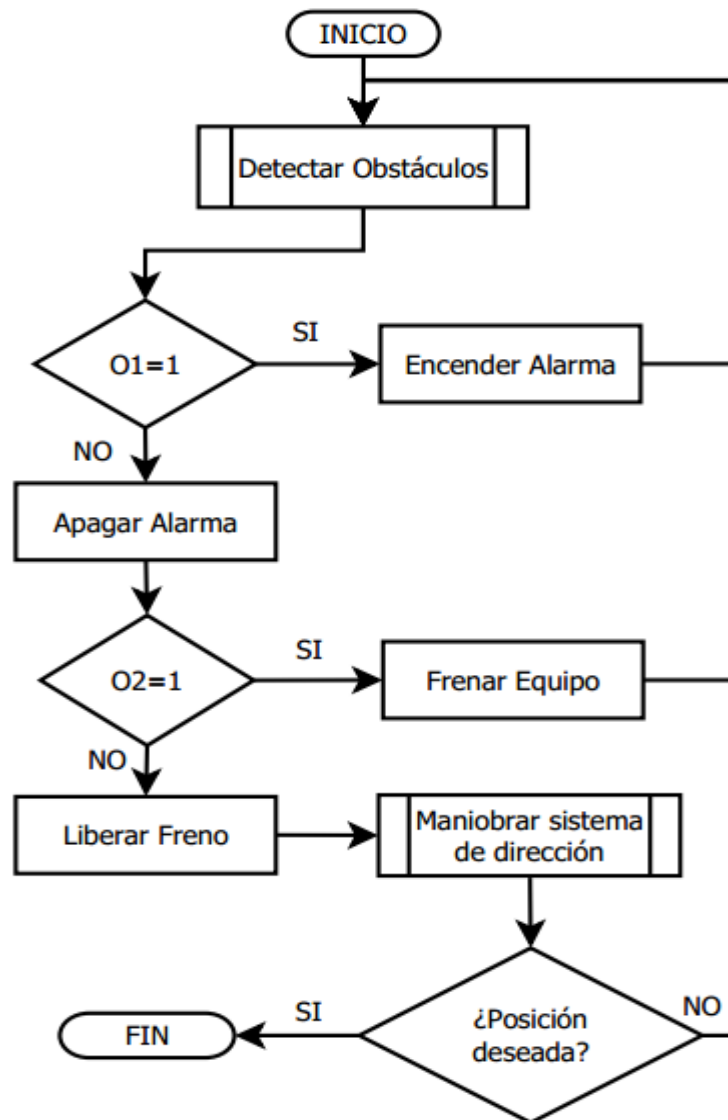 INICIO
Detectar Obstáculos
O1=1
SI
Encender Alarma
NO
Apagar Alarma
O2=1
SI
Frenar Equipo
NO
Liberar Freno
Maniobrar sistema
de dirección
¿Posición
deseada?
SI
NO
FIN